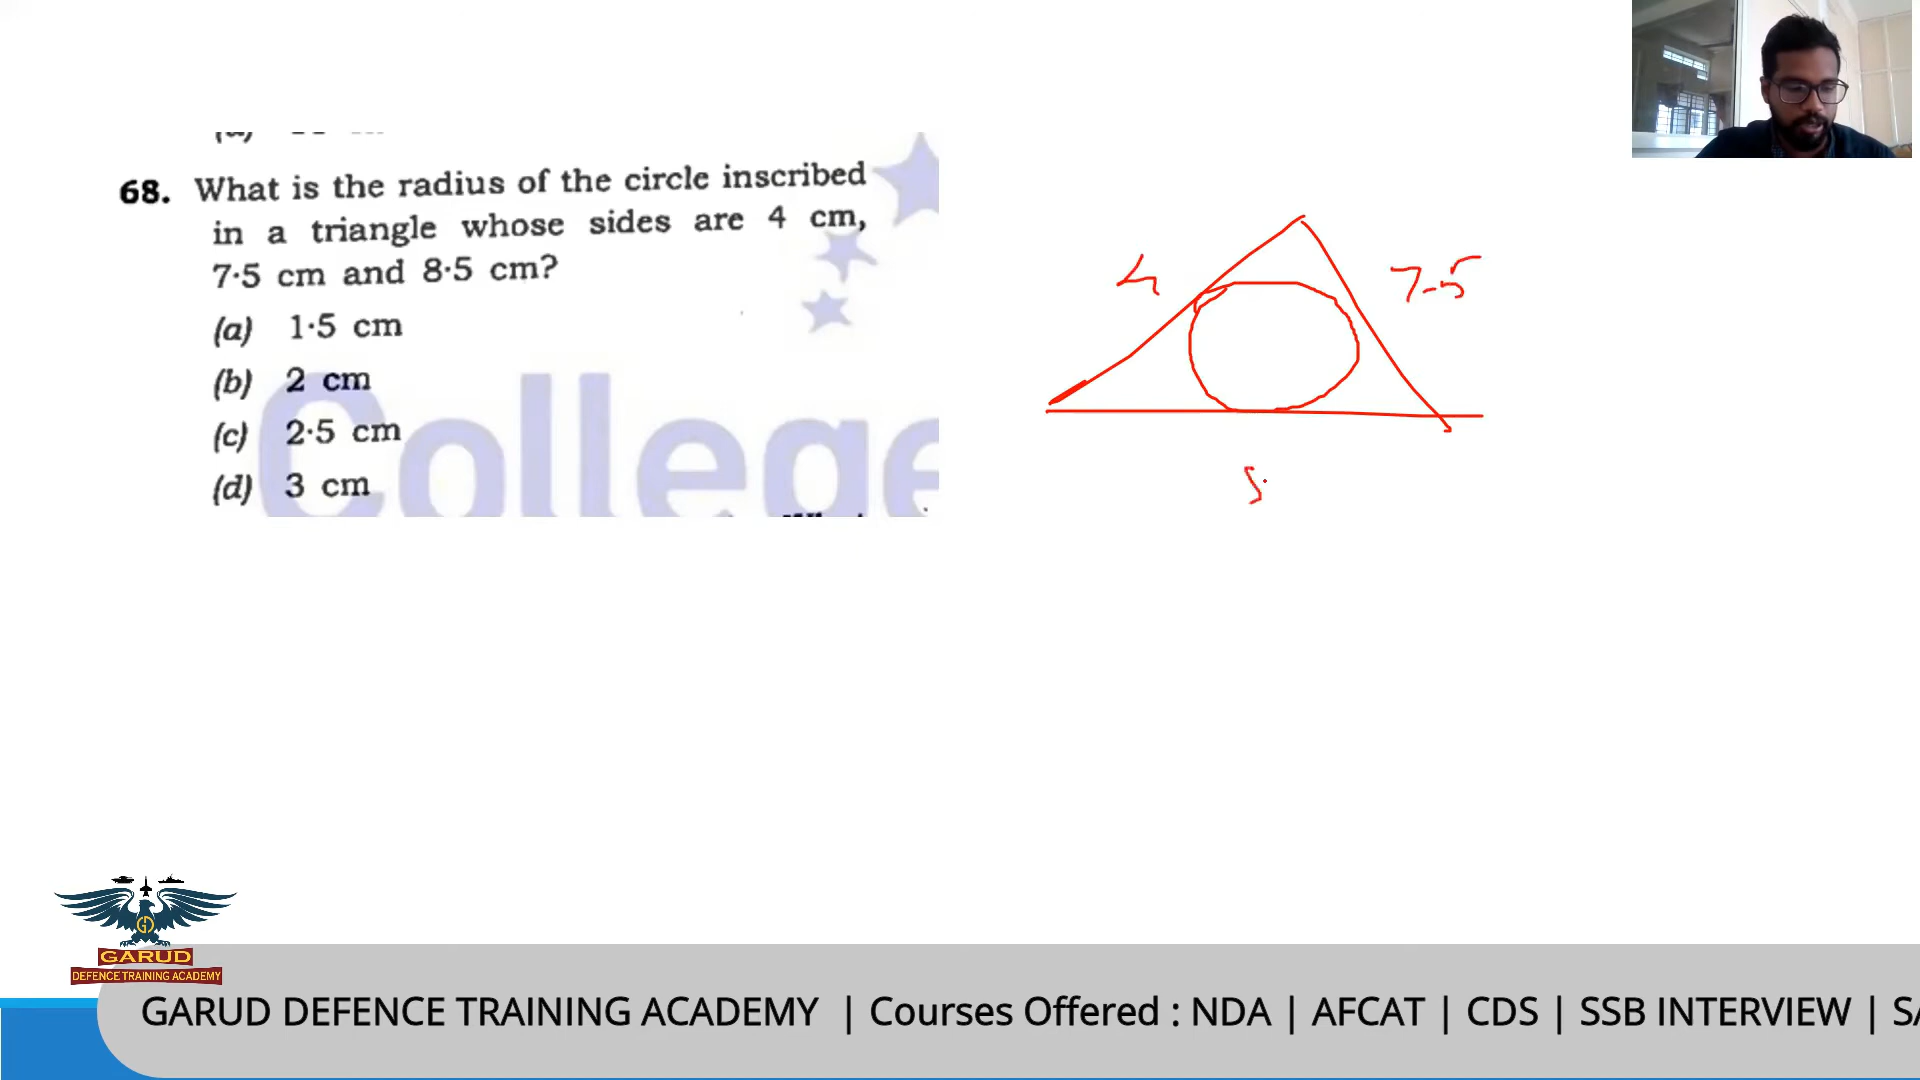 68. What is the radius of the circle inscribed
in a triangle whose sides are 4 cm,
7·5 cm and 8·5 cm?
(a) 1·5 cm
(b) 2 cm
(c) 2·5 cm
(d) 3 cm
College
4
7-5
GARUD
DEFENCE TRAINING ACADEMY
GARUD DEFENCE TRAINING ACADEMY | Courses Offered : NDA | AFCAT | CDS | SSB INTERVIEW |